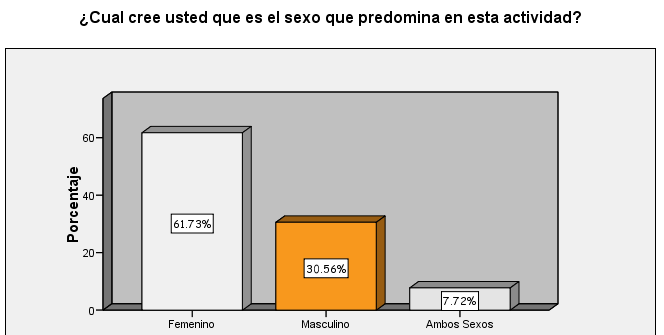 ¿Cual cree usted que es el sexo que predomina en esta actividad?
Porcentaje
60
40
20
0
61.73%
30.56%
7.72%
Femenino
Masculino
Ambos Sexos